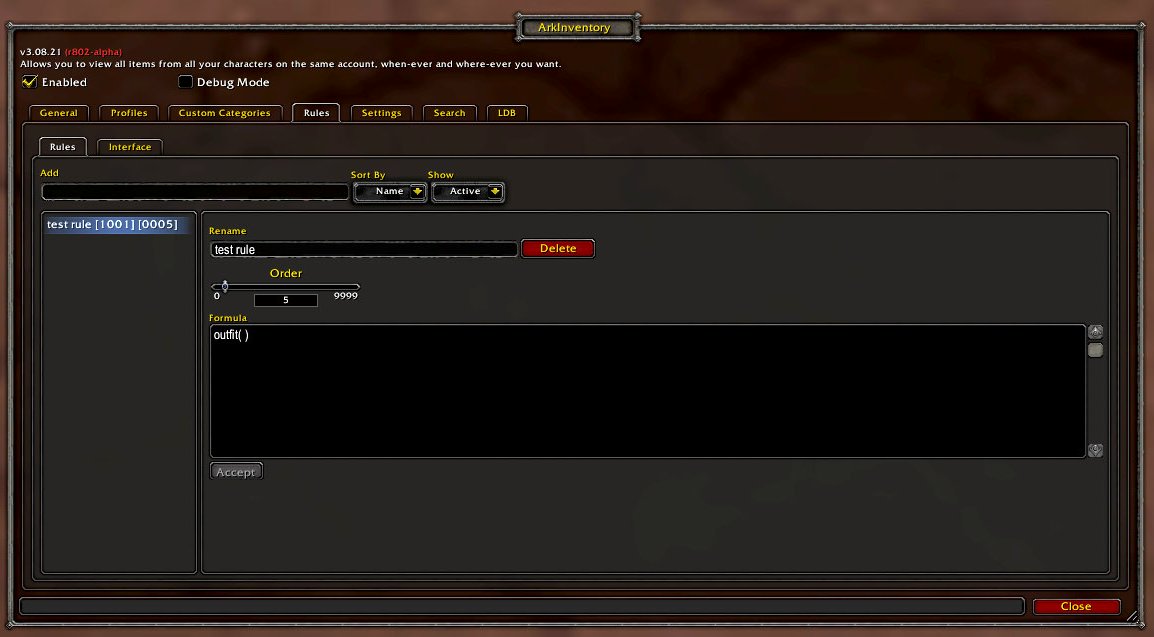 ArkInventory
v3.08.21 (r802-alpha)
Allows you to view all items from all your characters on the same account, when-ever and where-ever you want.
Enabled Debug Mode
General Profiles Custom Categories Rules Settings Search LDB
Rules Interface
Add Sort By Show
Name Active
test rule [1001] [0005]
Rename
test rule Delete
Order
0 5 9999
Formula
outfit( )
Accept
Close